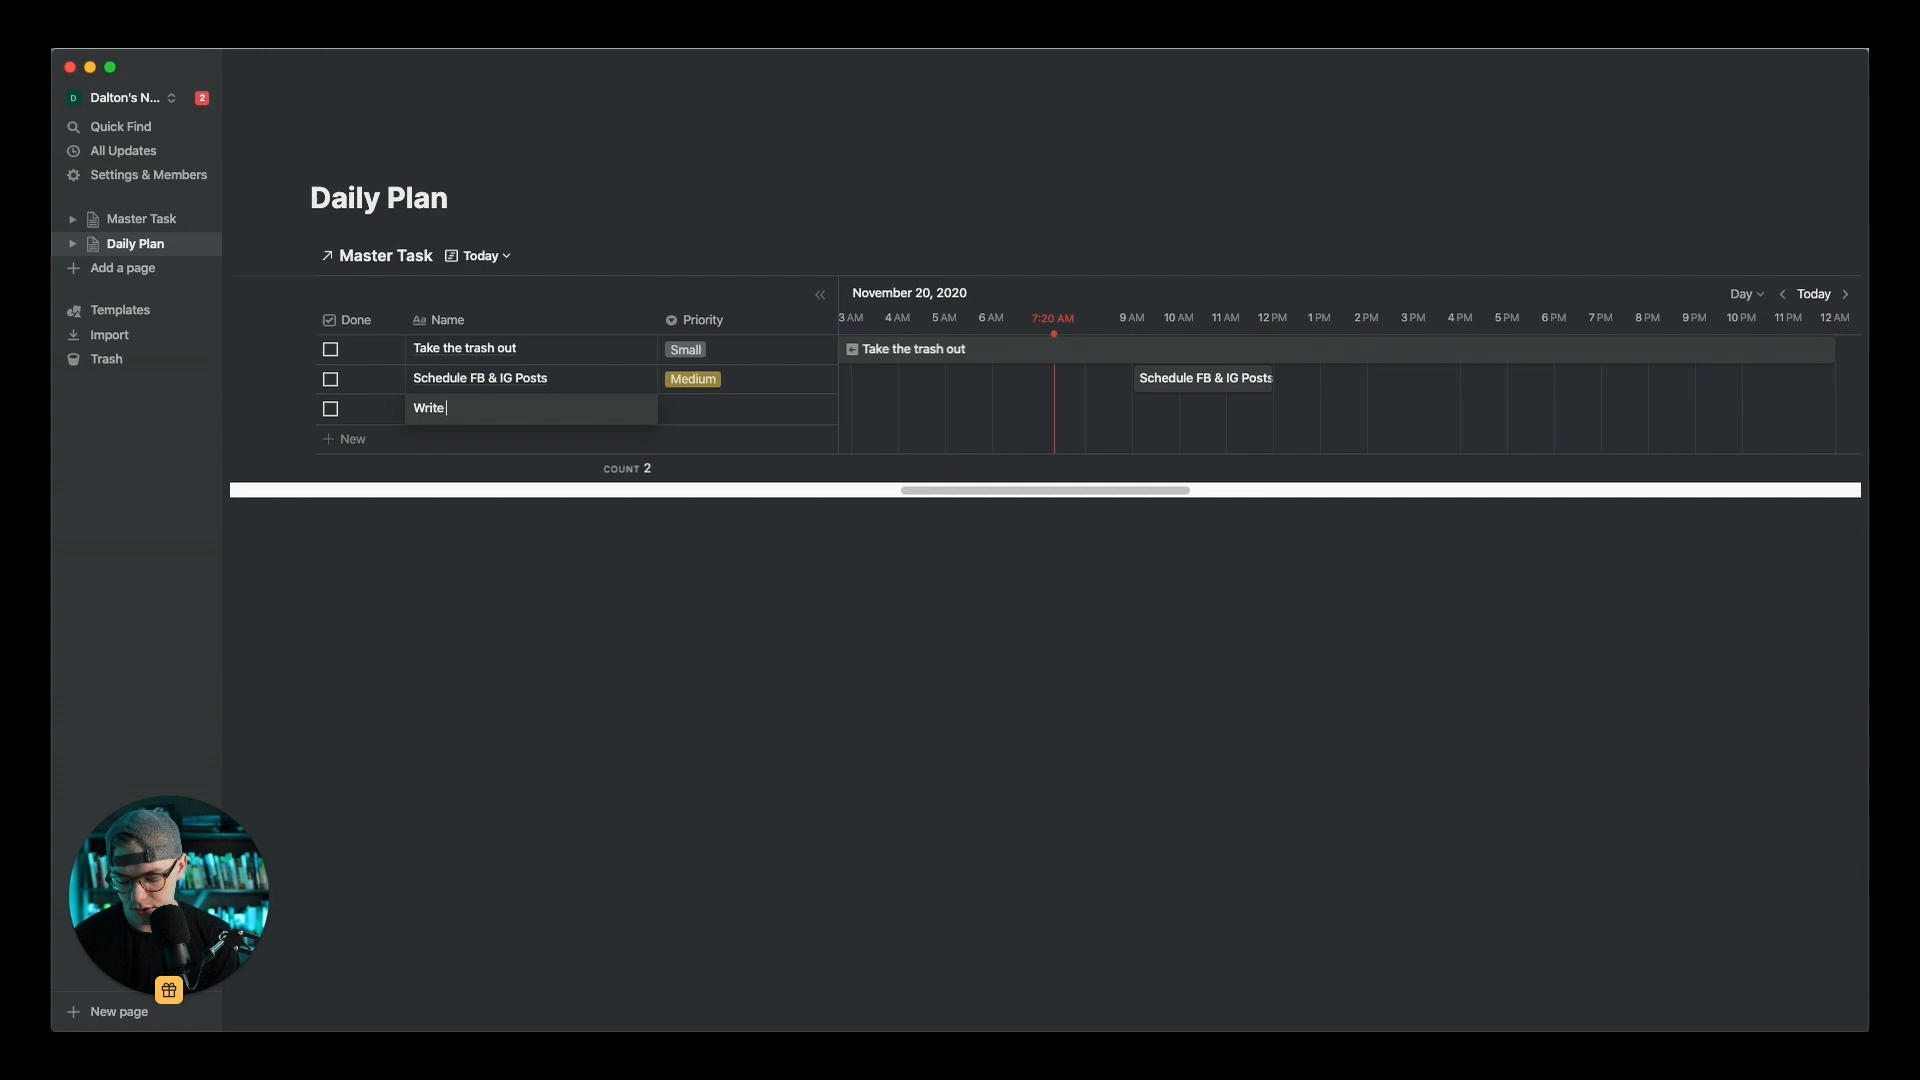 D Dalton's N... 2
Quick Find
All Updates
Settings & Members
Master Task
Daily Plan
Add a page
Templates
Import
Trash
New page
Daily Plan
Master Task Today
November 20, 2020 Day Today
Done Aa Name Priority
3 AM 4 AM 5 AM 6 AM 7:20 AM 9 AM 10 AM 11 AM 12 PM 1 PM 2 PM 3 PM 4 PM 5 PM 6 PM 7 PM 8 PM 9 PM 10 PM 11 PM 12 AM
Take the trash out Small Take the trash out
Schedule FB & IG Posts Medium Schedule FB & IG Posts
Write
New
COUNT 2